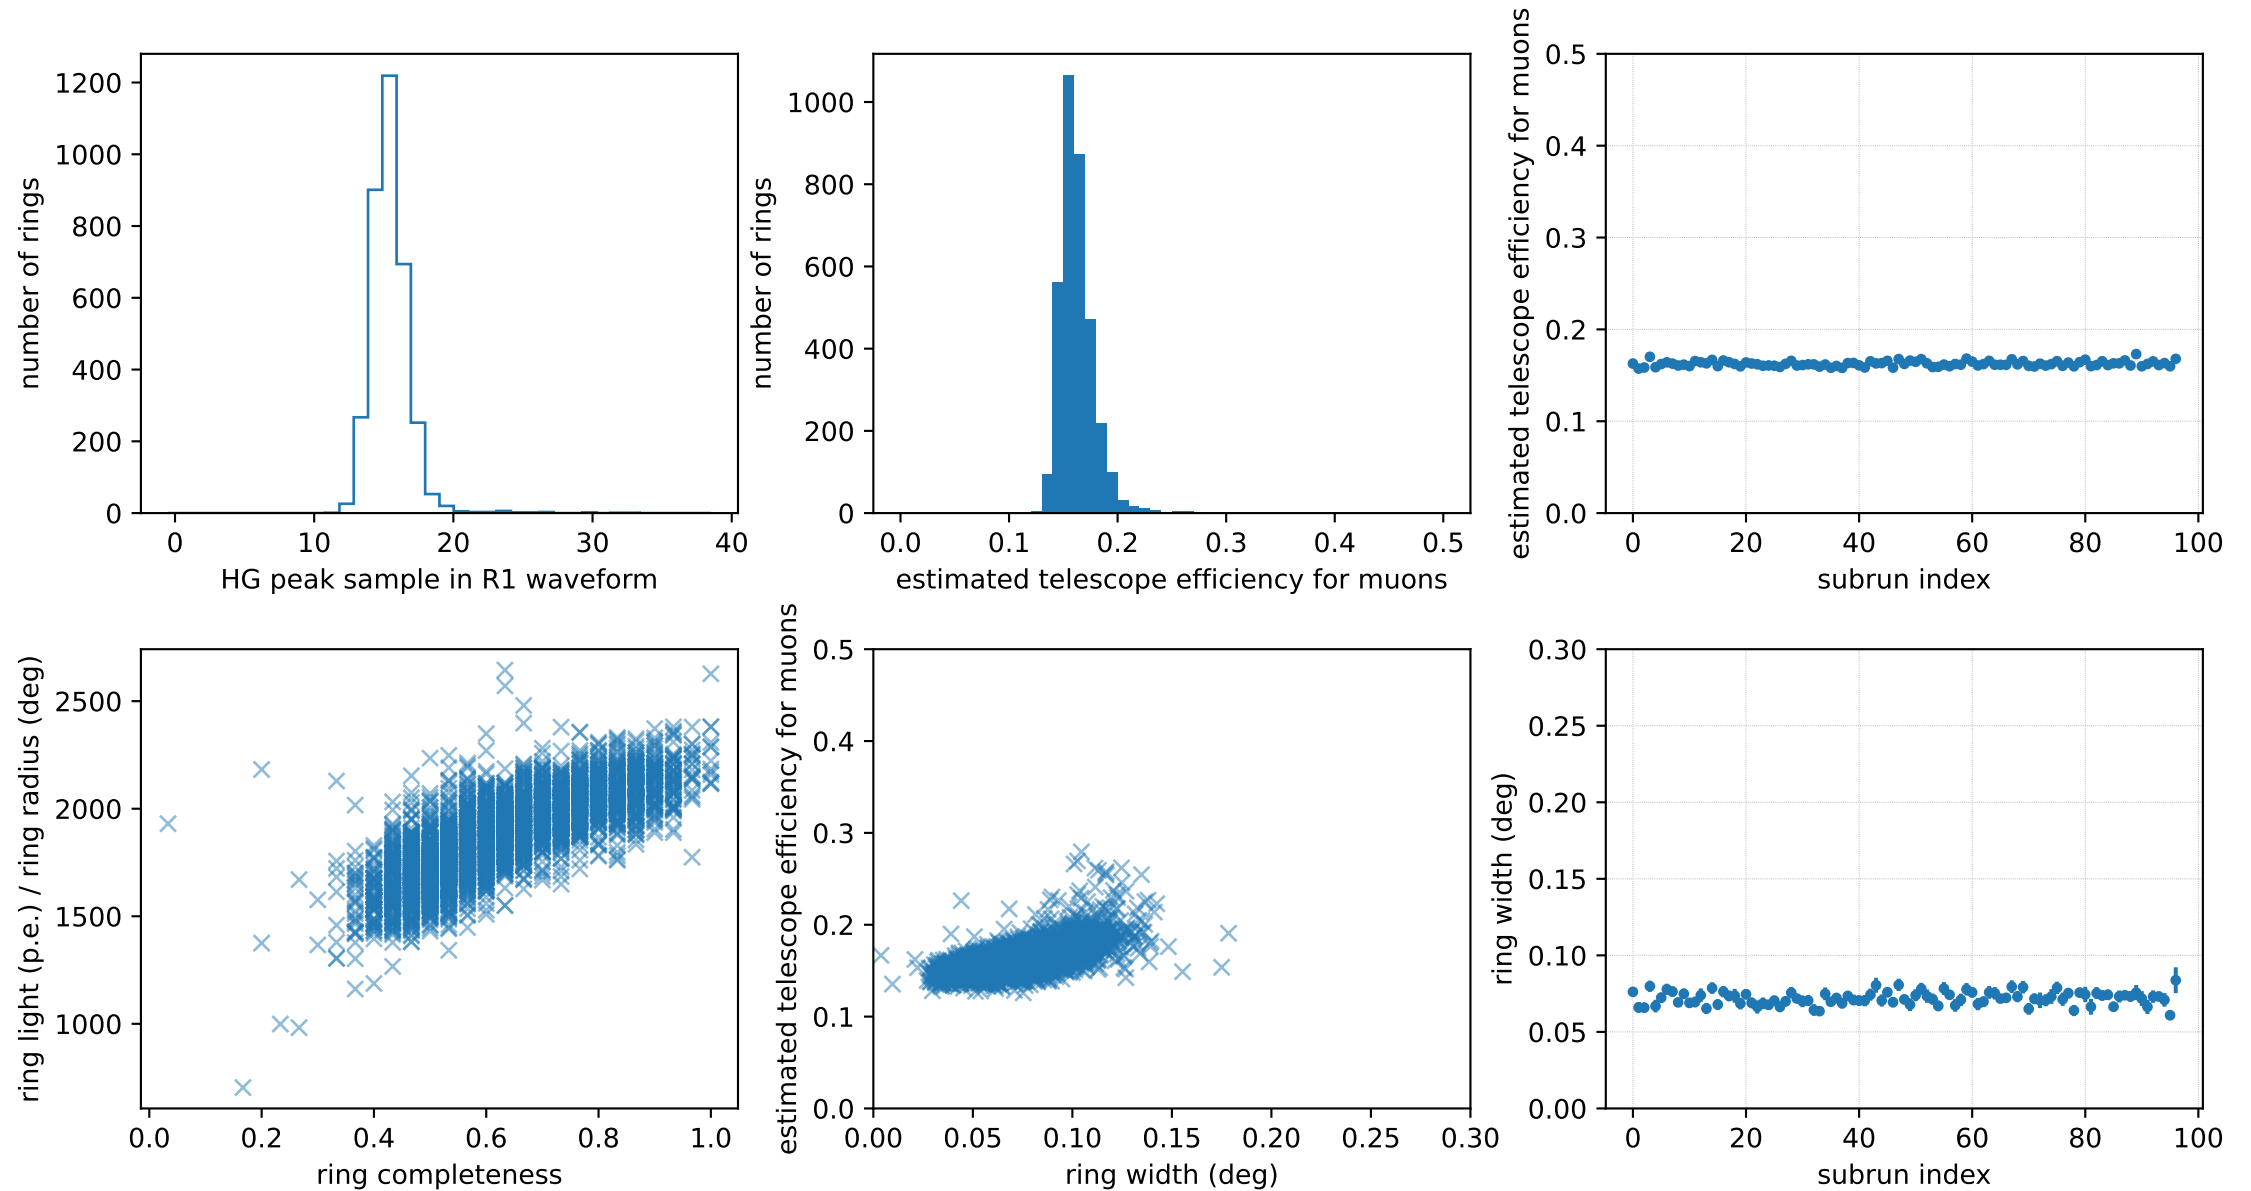 1200
1000
800
600
400
200
0
number of rings
0 10 20 30 40
HG peak sample in R1 waveform
1000
800
600
400
200
0
number of rings
0.0 0.1 0.2 0.3 0.4 0.5
estimated telescope efficiency for muons
0.5
0.4
0.3
0.2
0.1
0.0
estimated telescope efficiency for muons
0 20 40 60 80 100
subrun index
2500
2000
1500
1000
ring light (p.e.) / ring radius (deg)
0.0 0.2 0.4 0.6 0.8 1.0
ring completeness
0.5
0.4
0.3
0.2
0.1
0.0
estimated telescope efficiency for muons
0.00 0.05 0.10 0.15 0.20 0.25 0.30
ring width (deg)
0.30
0.25
0.20
0.15
0.10
0.05
0.00
ring width (deg)
0 20 40 60 80 100
subrun index